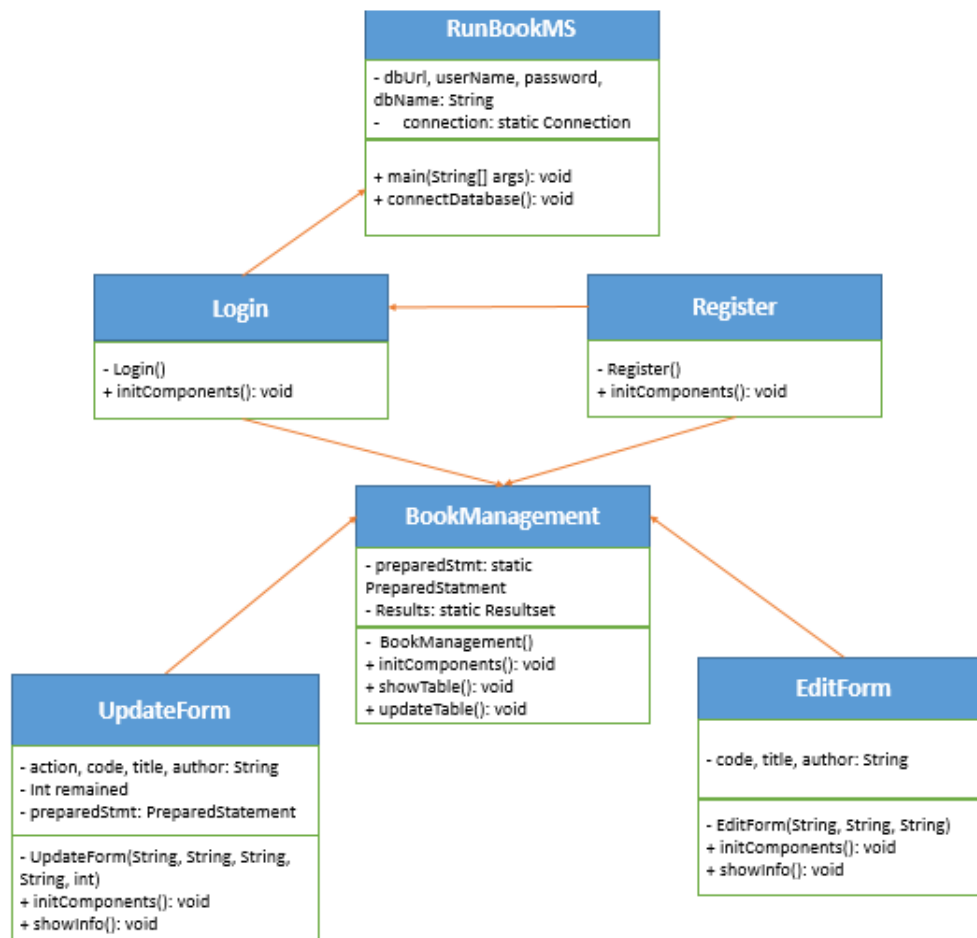 RunBookMS
- dbUrl, userName, password,
dbName: String
- connection: static Connection
+ main(String[] args): void
+ connectDatabase(): void
Login
- Login()
+ initComponents(): void
Register
- Register()
+ initComponents(): void
BookManagement
- preparedStmt: static
PreparedStatment
- Results: static Resultset
- BookManagement()
+ initComponents(): void
+ showTable(): void
+ updateTable(): void
UpdateForm
- action, code, title, author: String
- Int remained
- preparedStmt: PreparedStatement
- UpdateForm(String, String, String,
String, int)
+ initComponents(): void
+ showInfo(): void
EditForm
- code, title, author: String
- EditForm(String, String, String)
+ initComponents(): void
+ showInfo(): void